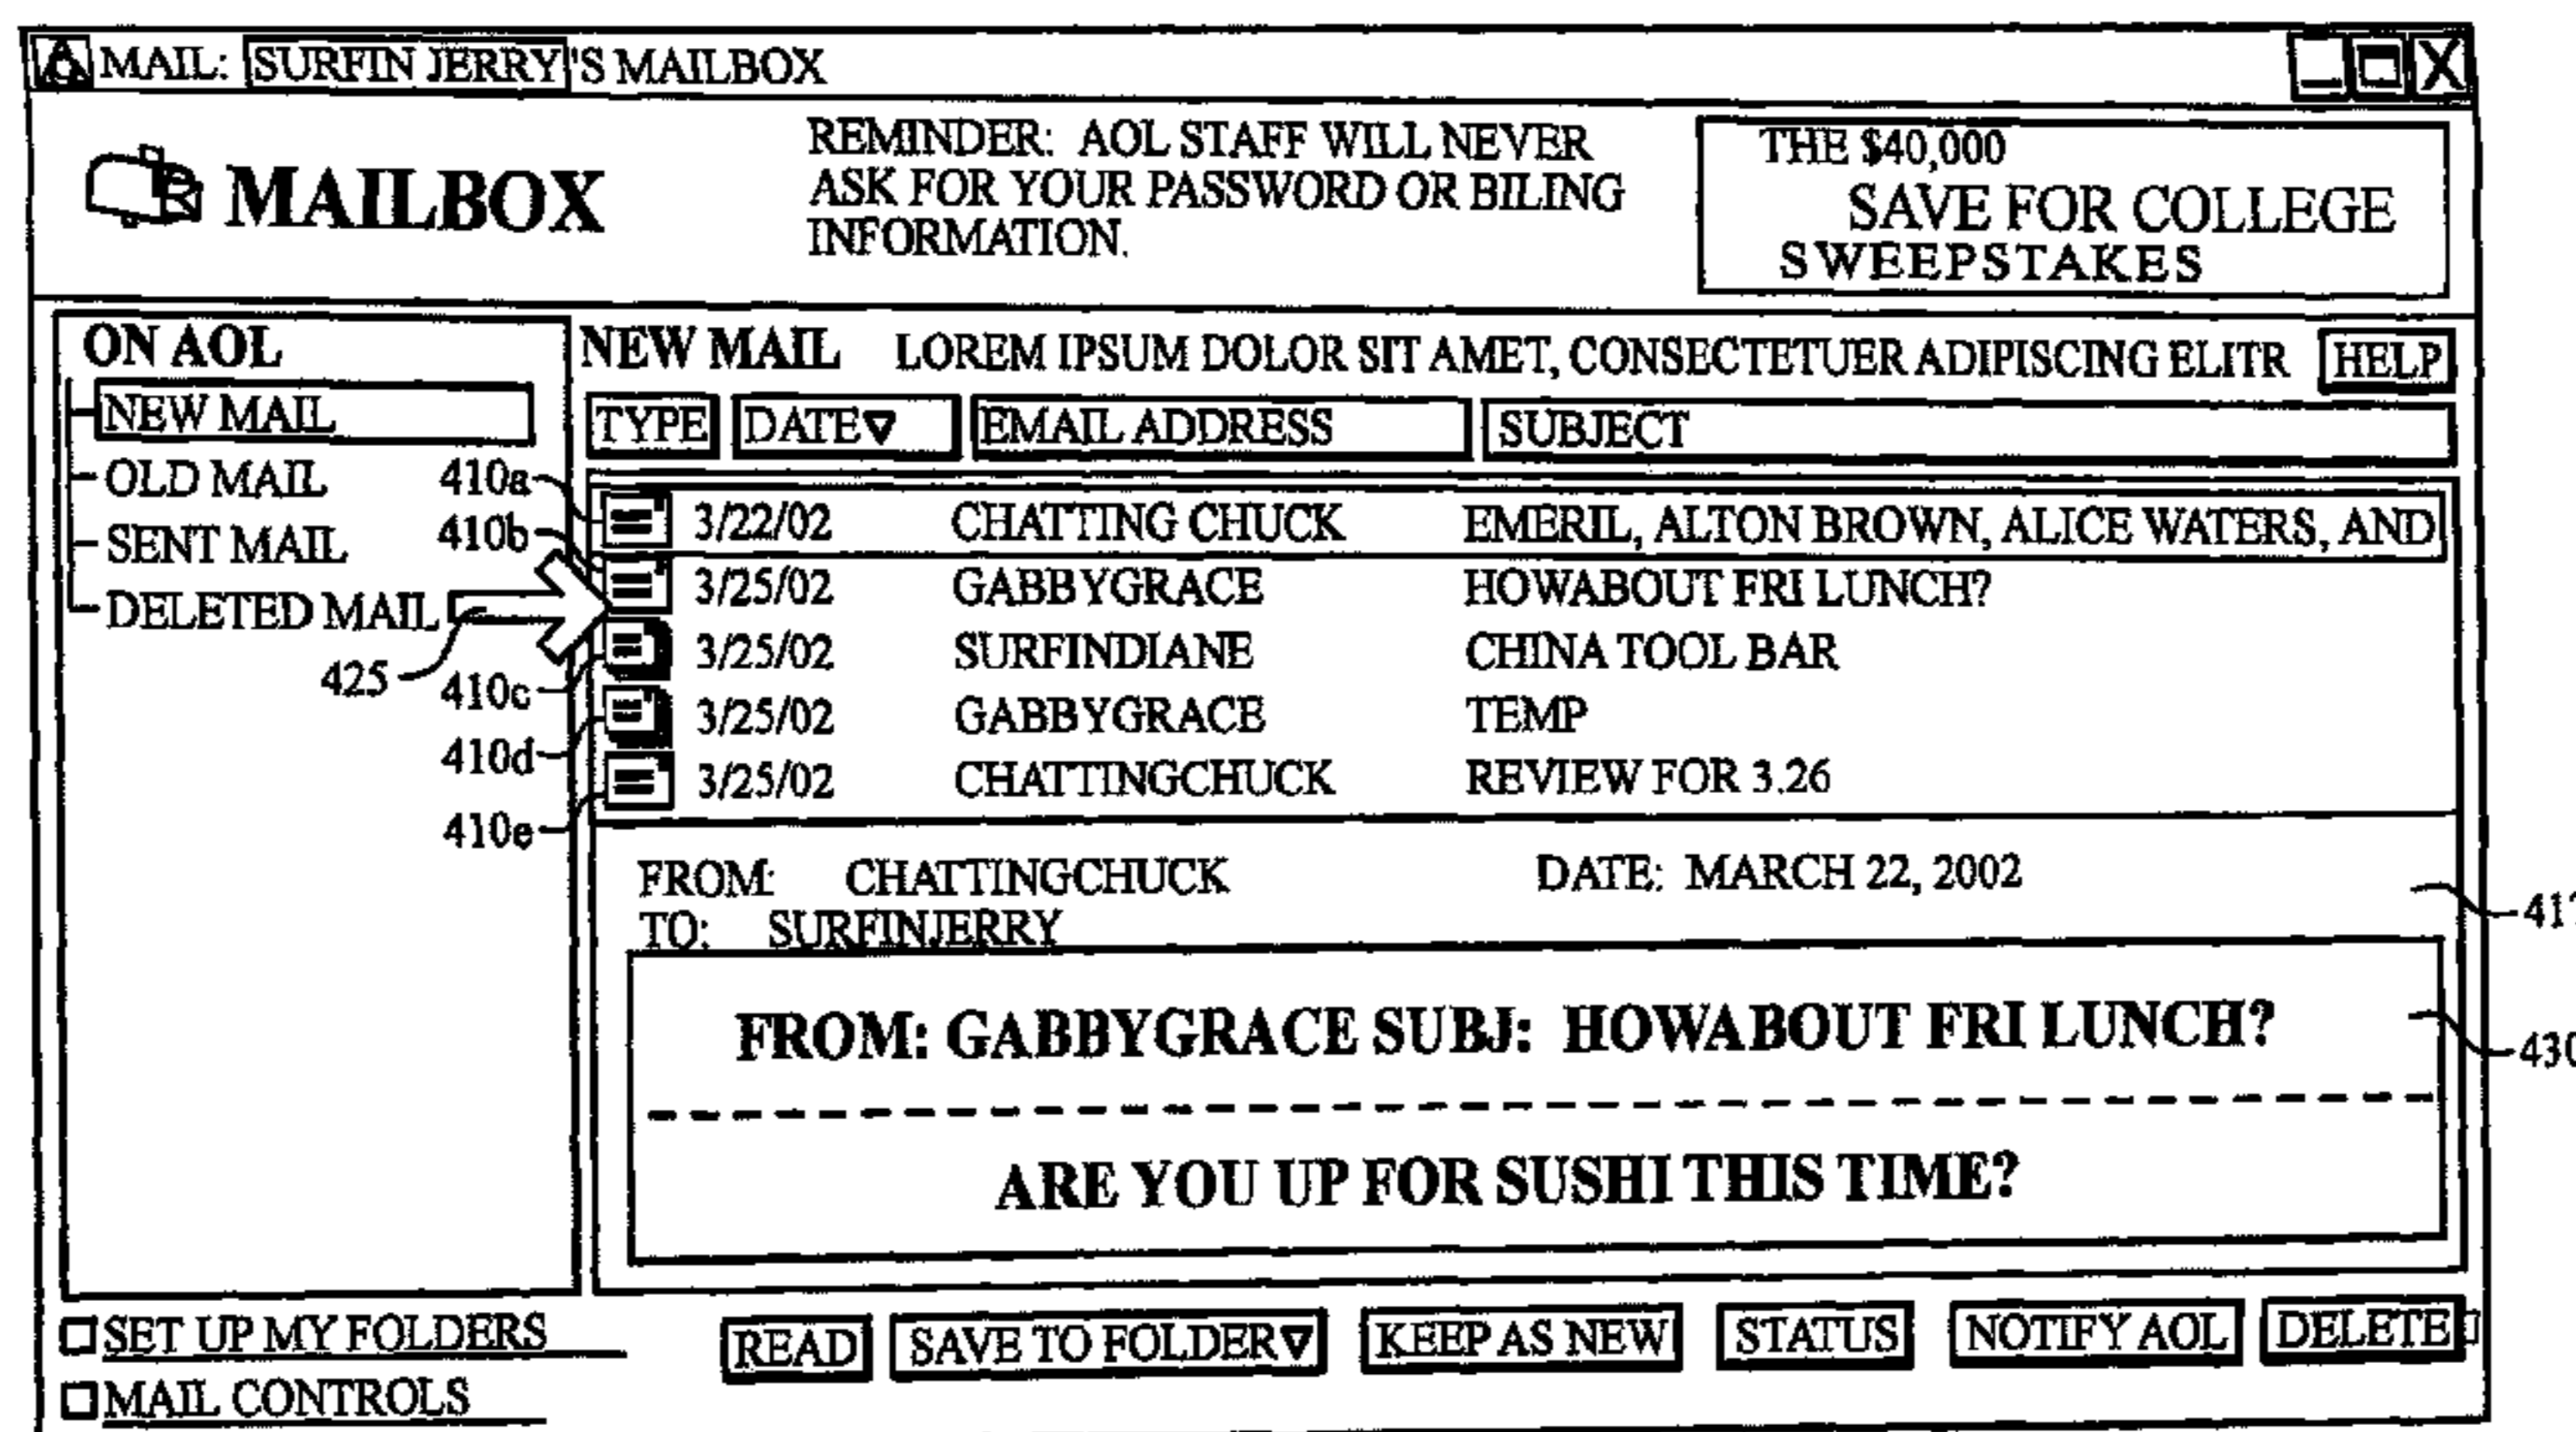 MAIL: SURFIN JERRY'S MAILBOX
MAILBOX
REMINDER: AOL STAFF WILL NEVER
ASK FOR YOUR PASSWORD OR BILING
INFORMATION.
THE $40,000
SAVE FOR COLLEGE
SWEEPSTAKES
ON AOL
NEW MAIL
OLD MAIL
SENT MAIL
DELETED MAIL
425
NEW MAIL LOREM IPSUM DOLOR SIT AMET, CONSECTETUER ADIPISCING ELITR HELP
TYPE DATE EMAIL ADDRESS SUBJECT
410a 3/22/02 CHATTING CHUCK EMERIL, ALTON BROWN, ALICE WATERS, AND
410b 3/25/02 GABBYGRACE HOWABOUT FRI LUNCH?
410c 3/25/02 SURFINDIANE CHINA TOOL BAR
410d 3/25/02 GABBYGRACE TEMP
410e 3/25/02 CHATTINGCHUCK REVIEW FOR 3.26
FROM: CHATTINGCHUCK DATE: MARCH 22, 2002
TO: SURFINJERRY
FROM: GABBYGRACE SUBJ: HOWABOUT FRI LUNCH?
430
ARE YOU UP FOR SUSHI THIS TIME?
SET UP MY FOLDERS
MAIL CONTROLS
READ SAVE TO FOLDER KEEP AS NEW STATUS NOTIFY AOL DELETE